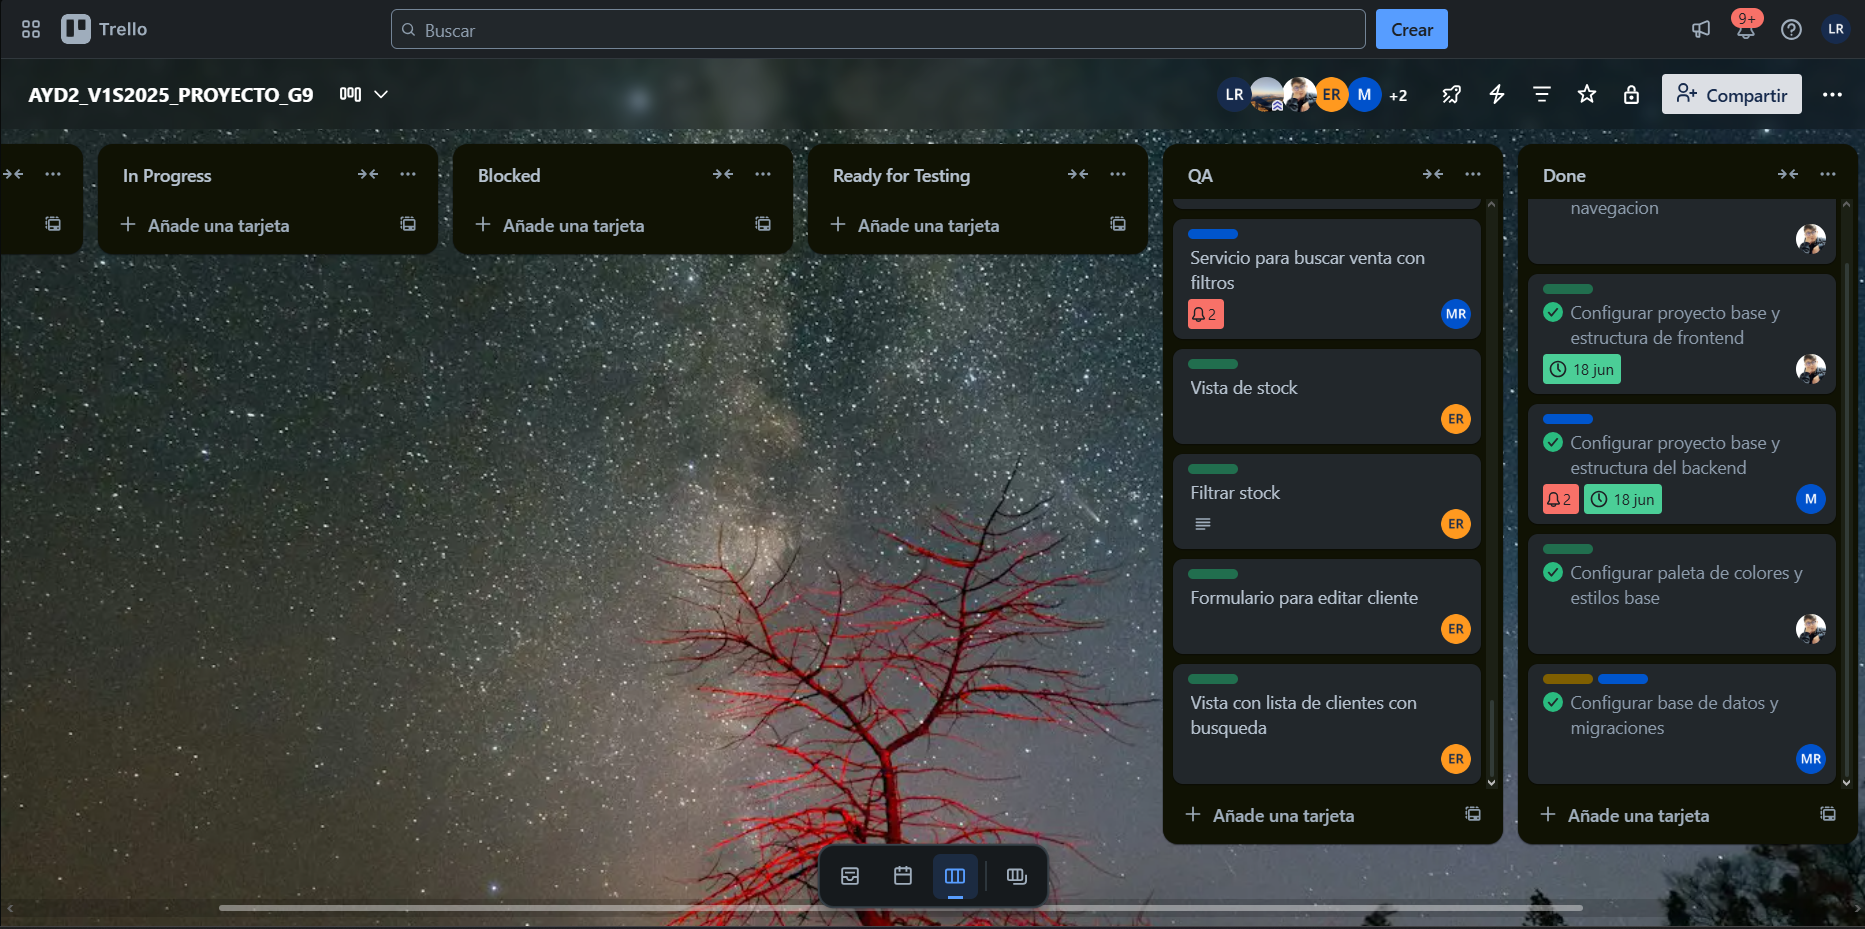 Trello
Buscar
Crear
9+
LR
AYD2_V1S2025_PROYECTO_G9
LR
ER
M
+2
Compartir
In Progress
Añade una tarjeta
Blocked
Añade una tarjeta
Ready for Testing
Añade una tarjeta
QA
Servicio para buscar venta con
filtros
2
MR
Vista de stock
ER
Filtrar stock
ER
Formulario para editar cliente
ER
Vista con lista de clientes con
busqueda
ER
Añade una tarjeta
Done
navegacion
Configurar proyecto base y
estructura de frontend
18 jun
Configurar proyecto base y
estructura del backend
2
18 jun
M
Configurar paleta de colores y
estilos base
Configurar base de datos y
migraciones
MR
Añade una tarjeta